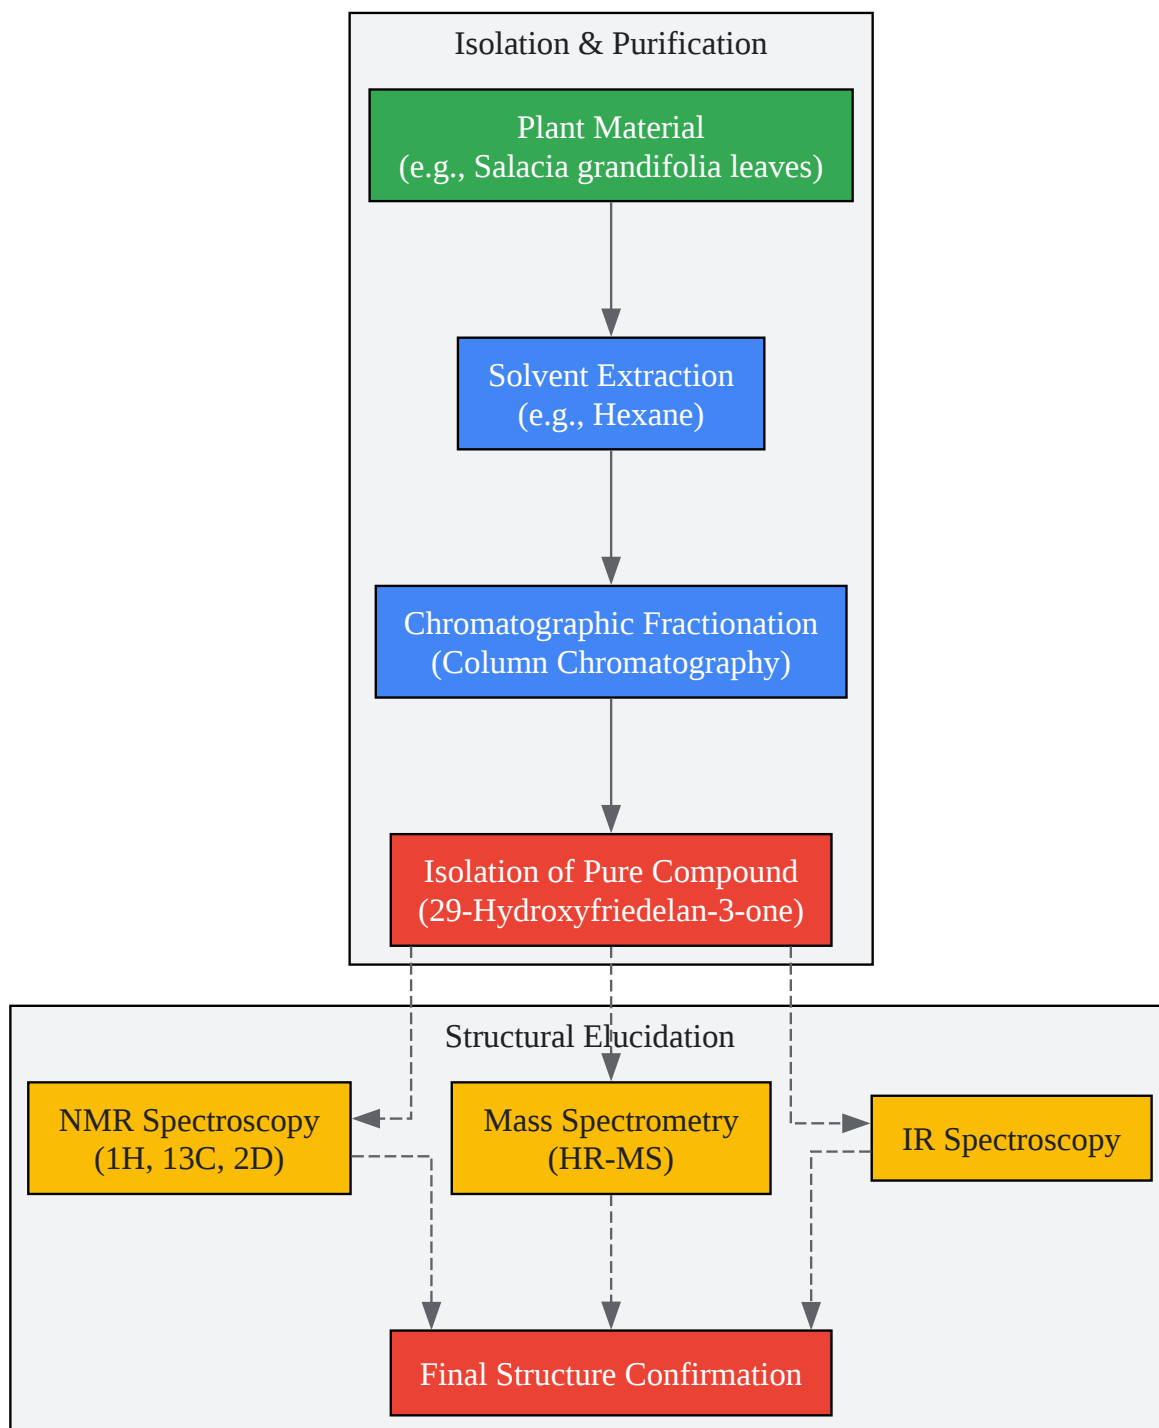 Isolation & Purification
Plant Material
(e.g., Salacia grandifolia leaves)
Solvent Extraction
(e.g., Hexane)
Chromatographic Fractionation
(Column Chromatography)
Isolation of Pure Compound
(29-Hydroxyfriedelan-3-one)
Structural Elucidation
NMR Spectroscopy
(1H, 13C, 2D)
Mass Spectrometry
(HR-MS)
IR Spectroscopy
Final Structure Confirmation